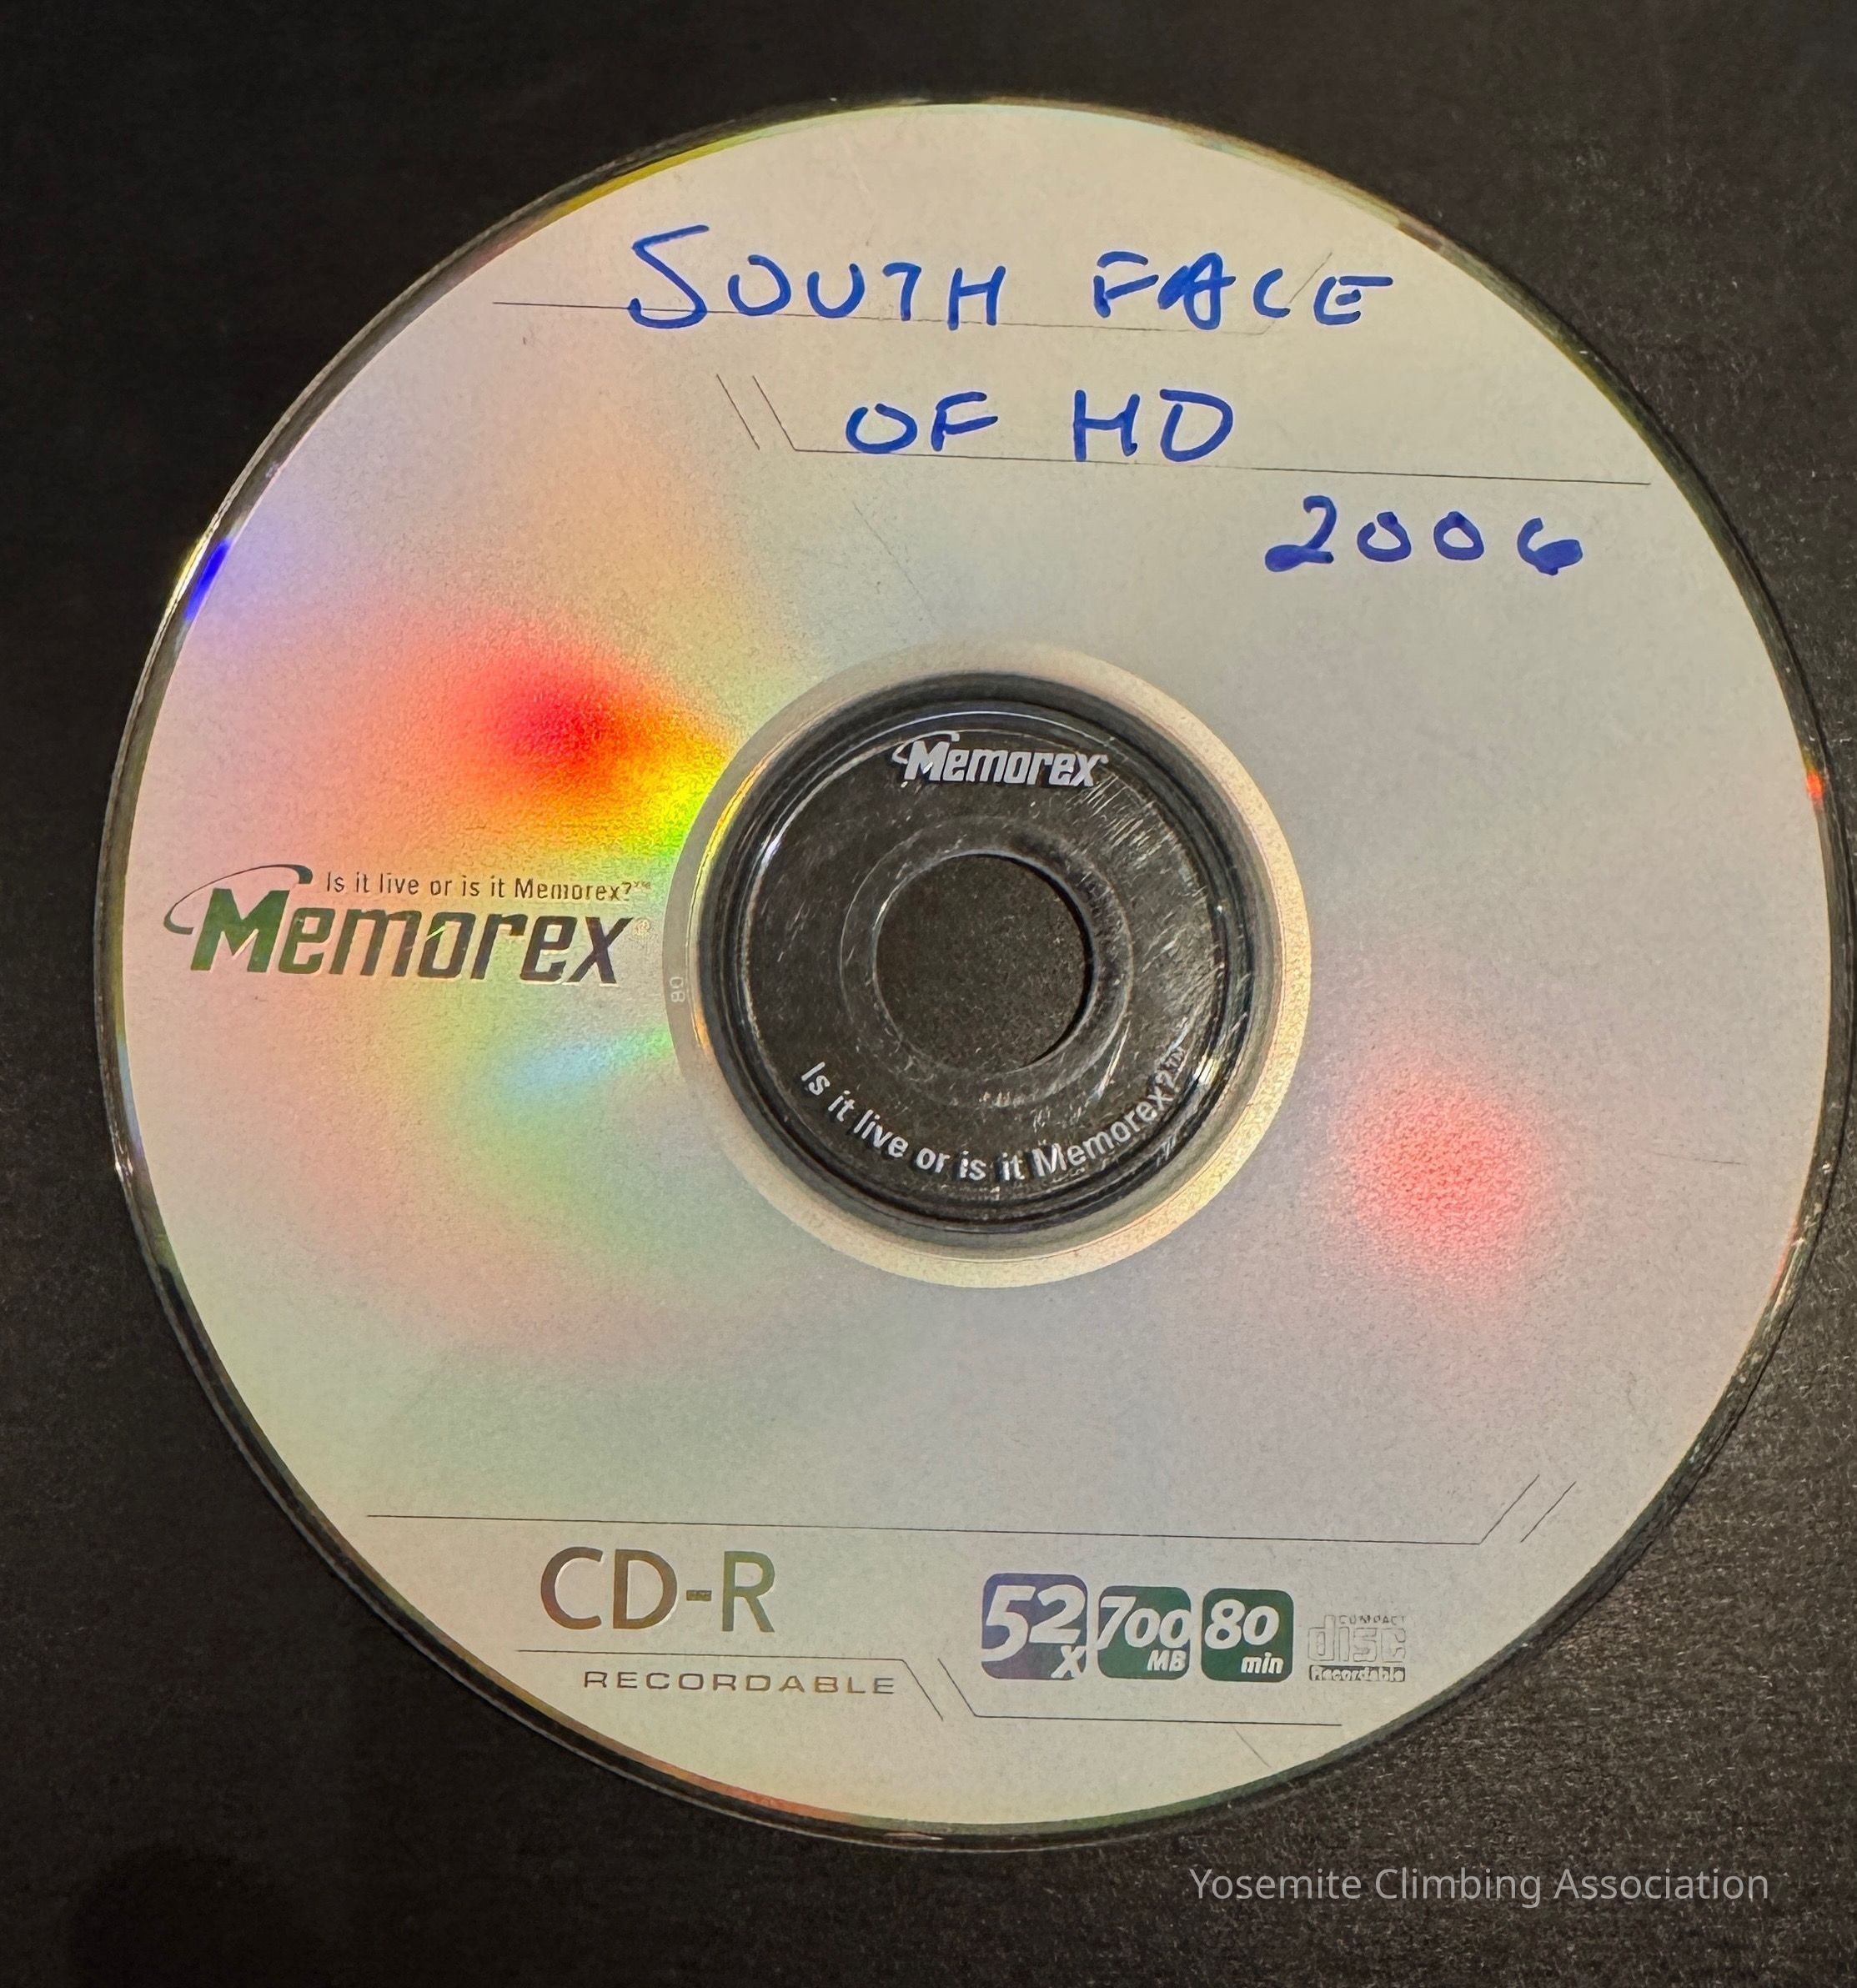 SOUTH FACE
OF HD
2006
Memorex®
Is it live or is it Memorex?™
Memorex®
80
Is it live or is it Memorex?™
CD-R
RECORDABLE
52x
700 MB
80 min
COMPACT
disc
Recordable
Yosemite Climbing Association